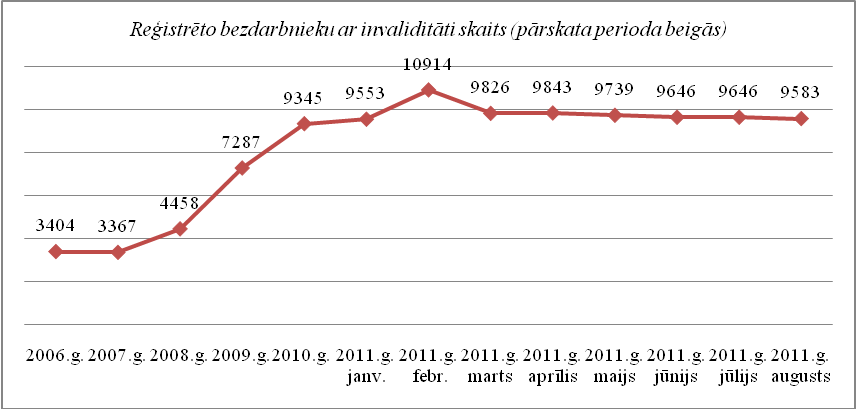 Reģistrēto bezdarbnieku ar invaliditāti skaits (pārskata perioda beigās)
3404 3367 4458 7287 9345 9553 10914 9826 9843 9739 9646 9646 9583
2006.g. 2007.g. 2008.g. 2009.g. 2010.g. 2011.g. 2011.g. 2011.g. 2011.g. 2011.g. 2011.g. 2011.g. 2011.g.
janv. febr. marts aprīlis maijs jūnijs jūlijs augusts